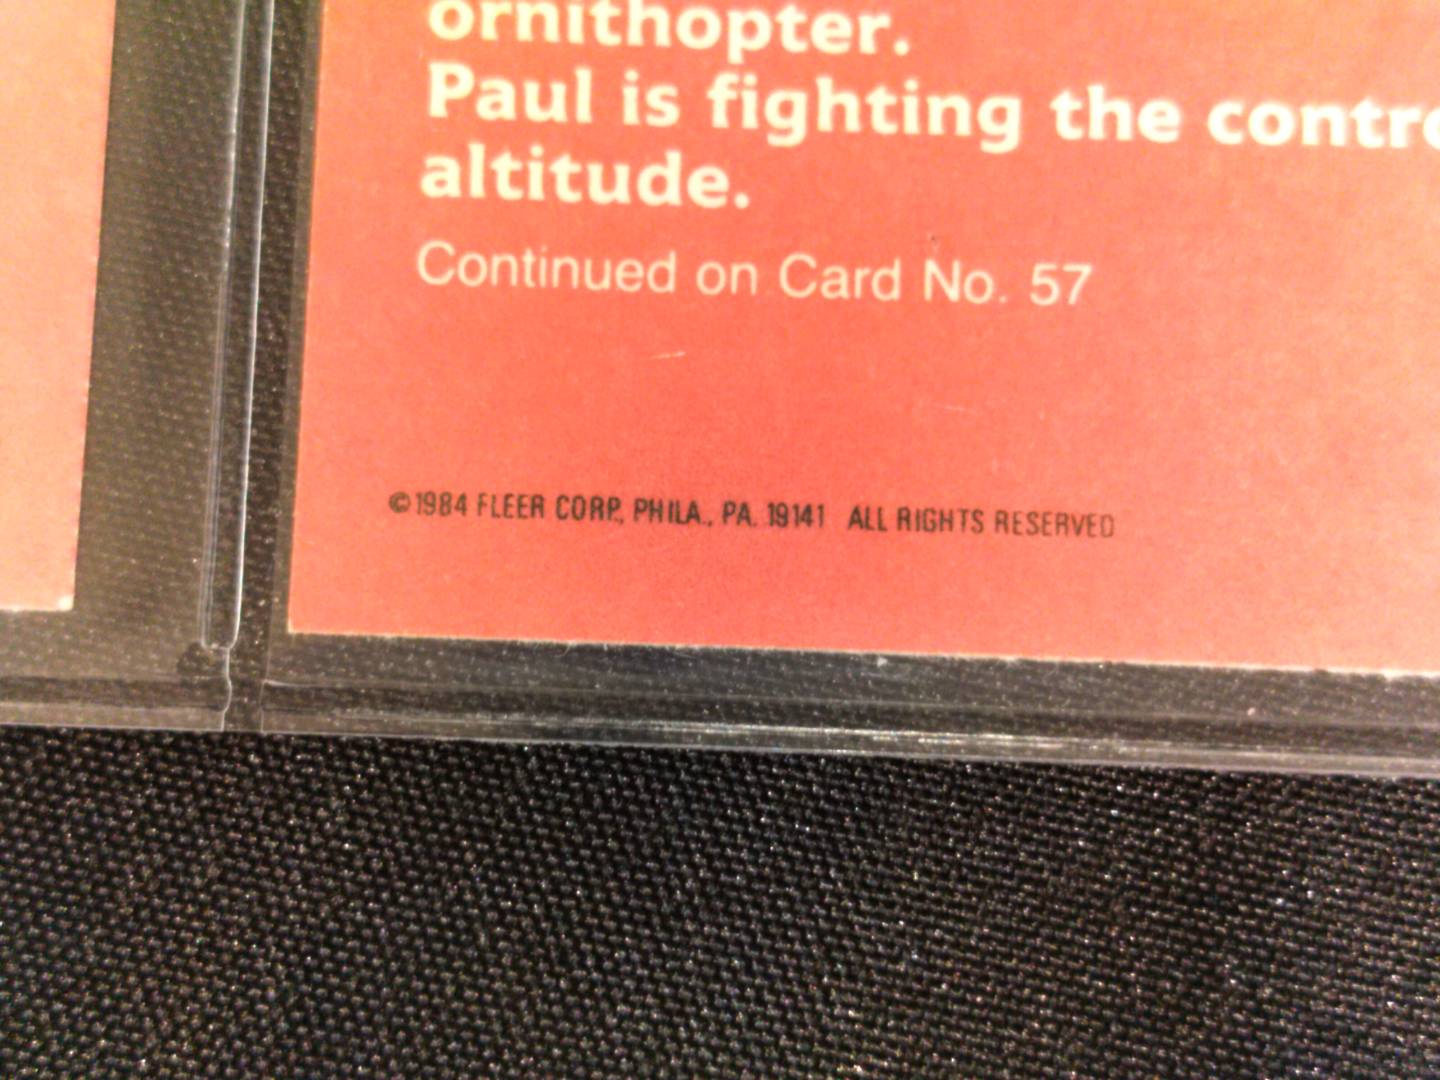 ornithopter.
Paul is fighting the
altitude.
Continued on Card No. 57
©1984 FLEER CORP., PHILA., PA. 19141 ALL RIGHTS RESERVED